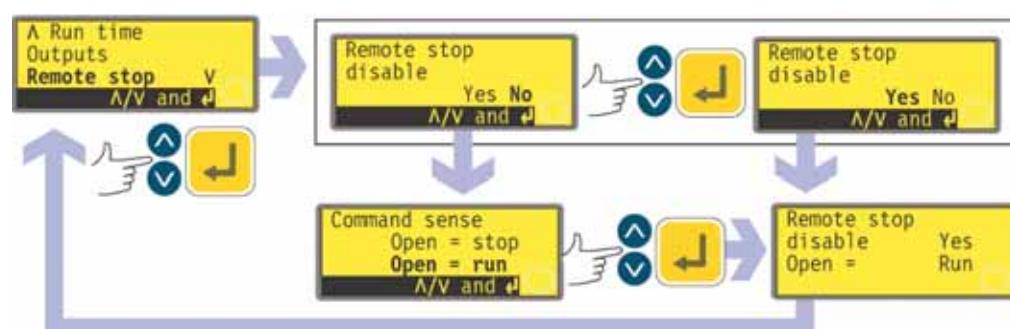 Λ Run time
Outputs
Remote stop V
Λ/V and ↵
Remote stop
disable
Yes No
Λ/V and ↵
Remote stop
disable
Yes No
Λ/V and ↵
Command sense
Open = stop
Open = run
Λ/V and ↵
Remote stop
disable Yes
Open = Run